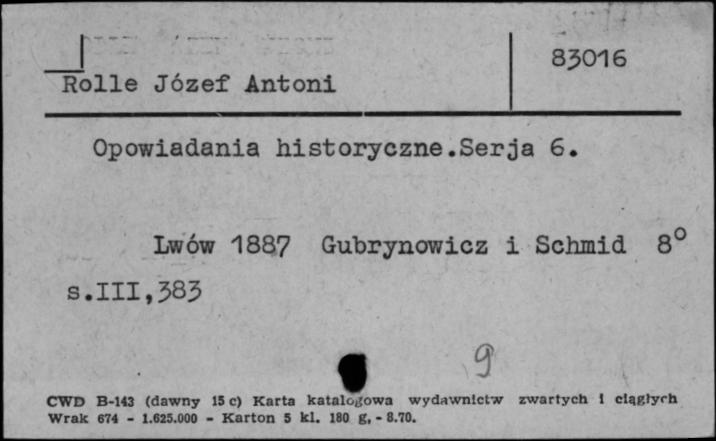 83016
Rolle Józef Antoni
Opowiadania historyczne.Serja 6.
Lwów 1887 Gubrynowicz i Schmid 8°
s.III,383
9
CWD B-143 (dawny 15 c) Karta katalogowa wydawnictw zwartych i ciągłych
Wrak 674 - 1.625.000 - Karton 5 kl. 180 g, - 8.70.